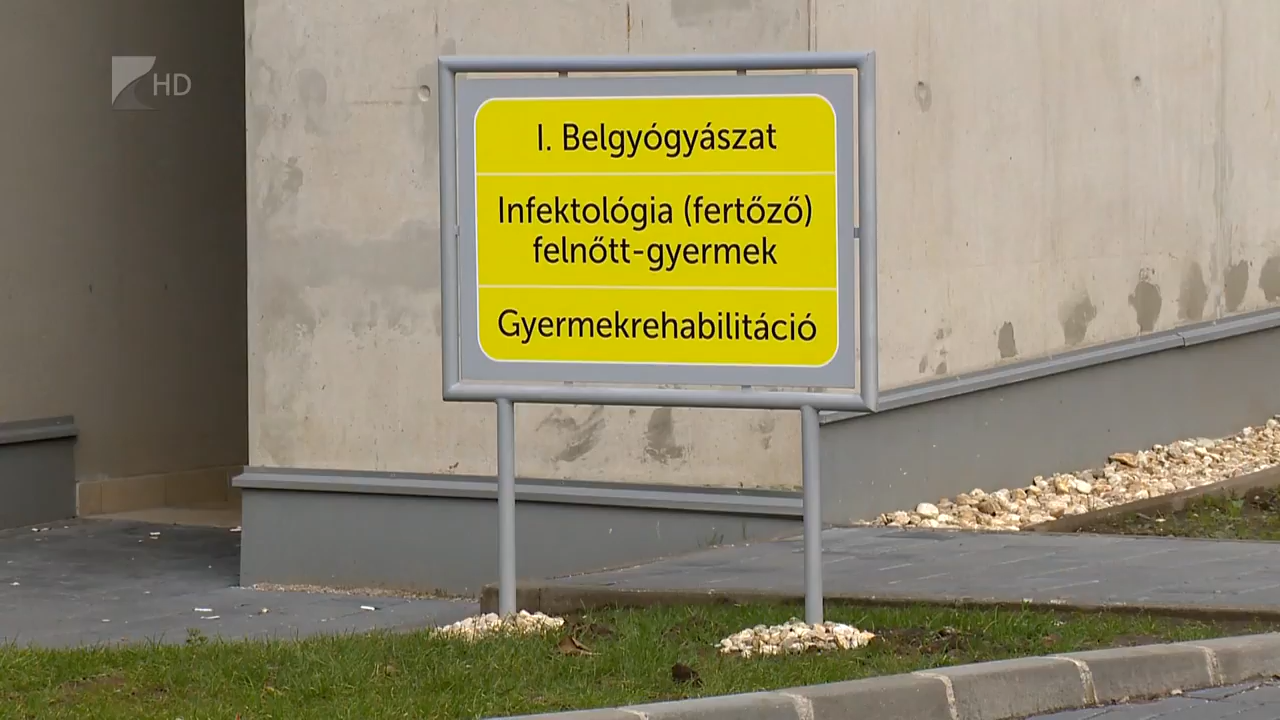 HD
I. Belgyógyászat
Infektológia (fertőző)
felnőtt-gyermek
Gyermekrehabilitáció